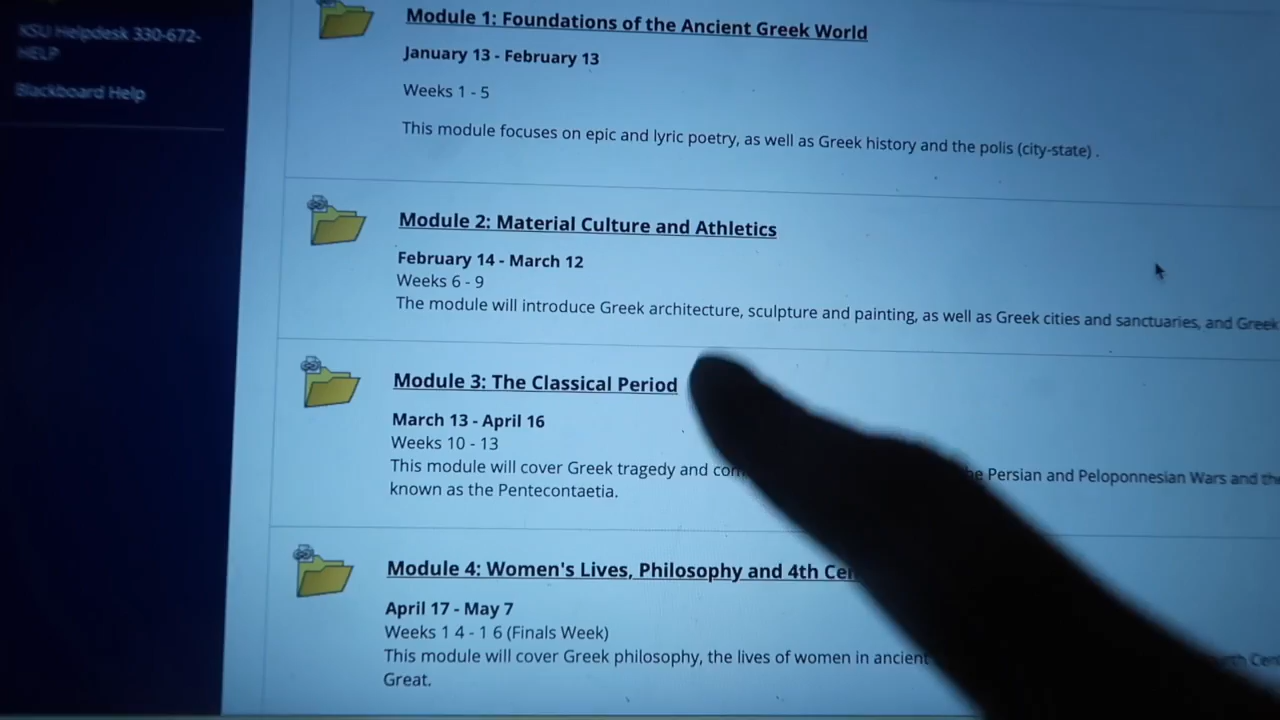 KSU Helpdesk 330-672-
HELP
Blackboard Help
Module 1: Foundations of the Ancient Greek World
January 13 - February 13
Weeks 1 - 5
This module focuses on epic and lyric poetry, as well as Greek history and the polis (city-state) .
Module 2: Material Culture and Athletics
February 14 - March 12
Weeks 6 - 9
The module will introduce Greek architecture, sculpture and painting, as well as Greek cities and sanctuaries, and Greek
Module 3: The Classical Period
March 13 - April 16
Weeks 10 - 13
This module will cover Greek tragedy and Persian and Peloponnesian Wars and
known as the Pentecontaetia.
Module 4: Women's Lives, Philosophy and 4th
April 17 - May 7
Weeks 1 4 - 1 6 (Finals Week)
This module will cover Greek philosophy, the lives of women in ancient
Great.